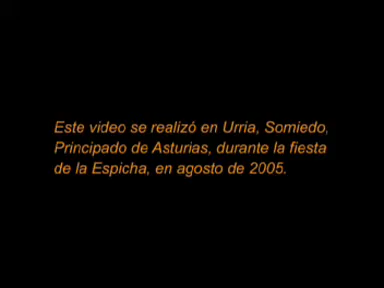 Este video se realizó en Urria, Somiedo,
Principado de Asturias, durante la fiesta
de la Espicha, en agosto de 2005.